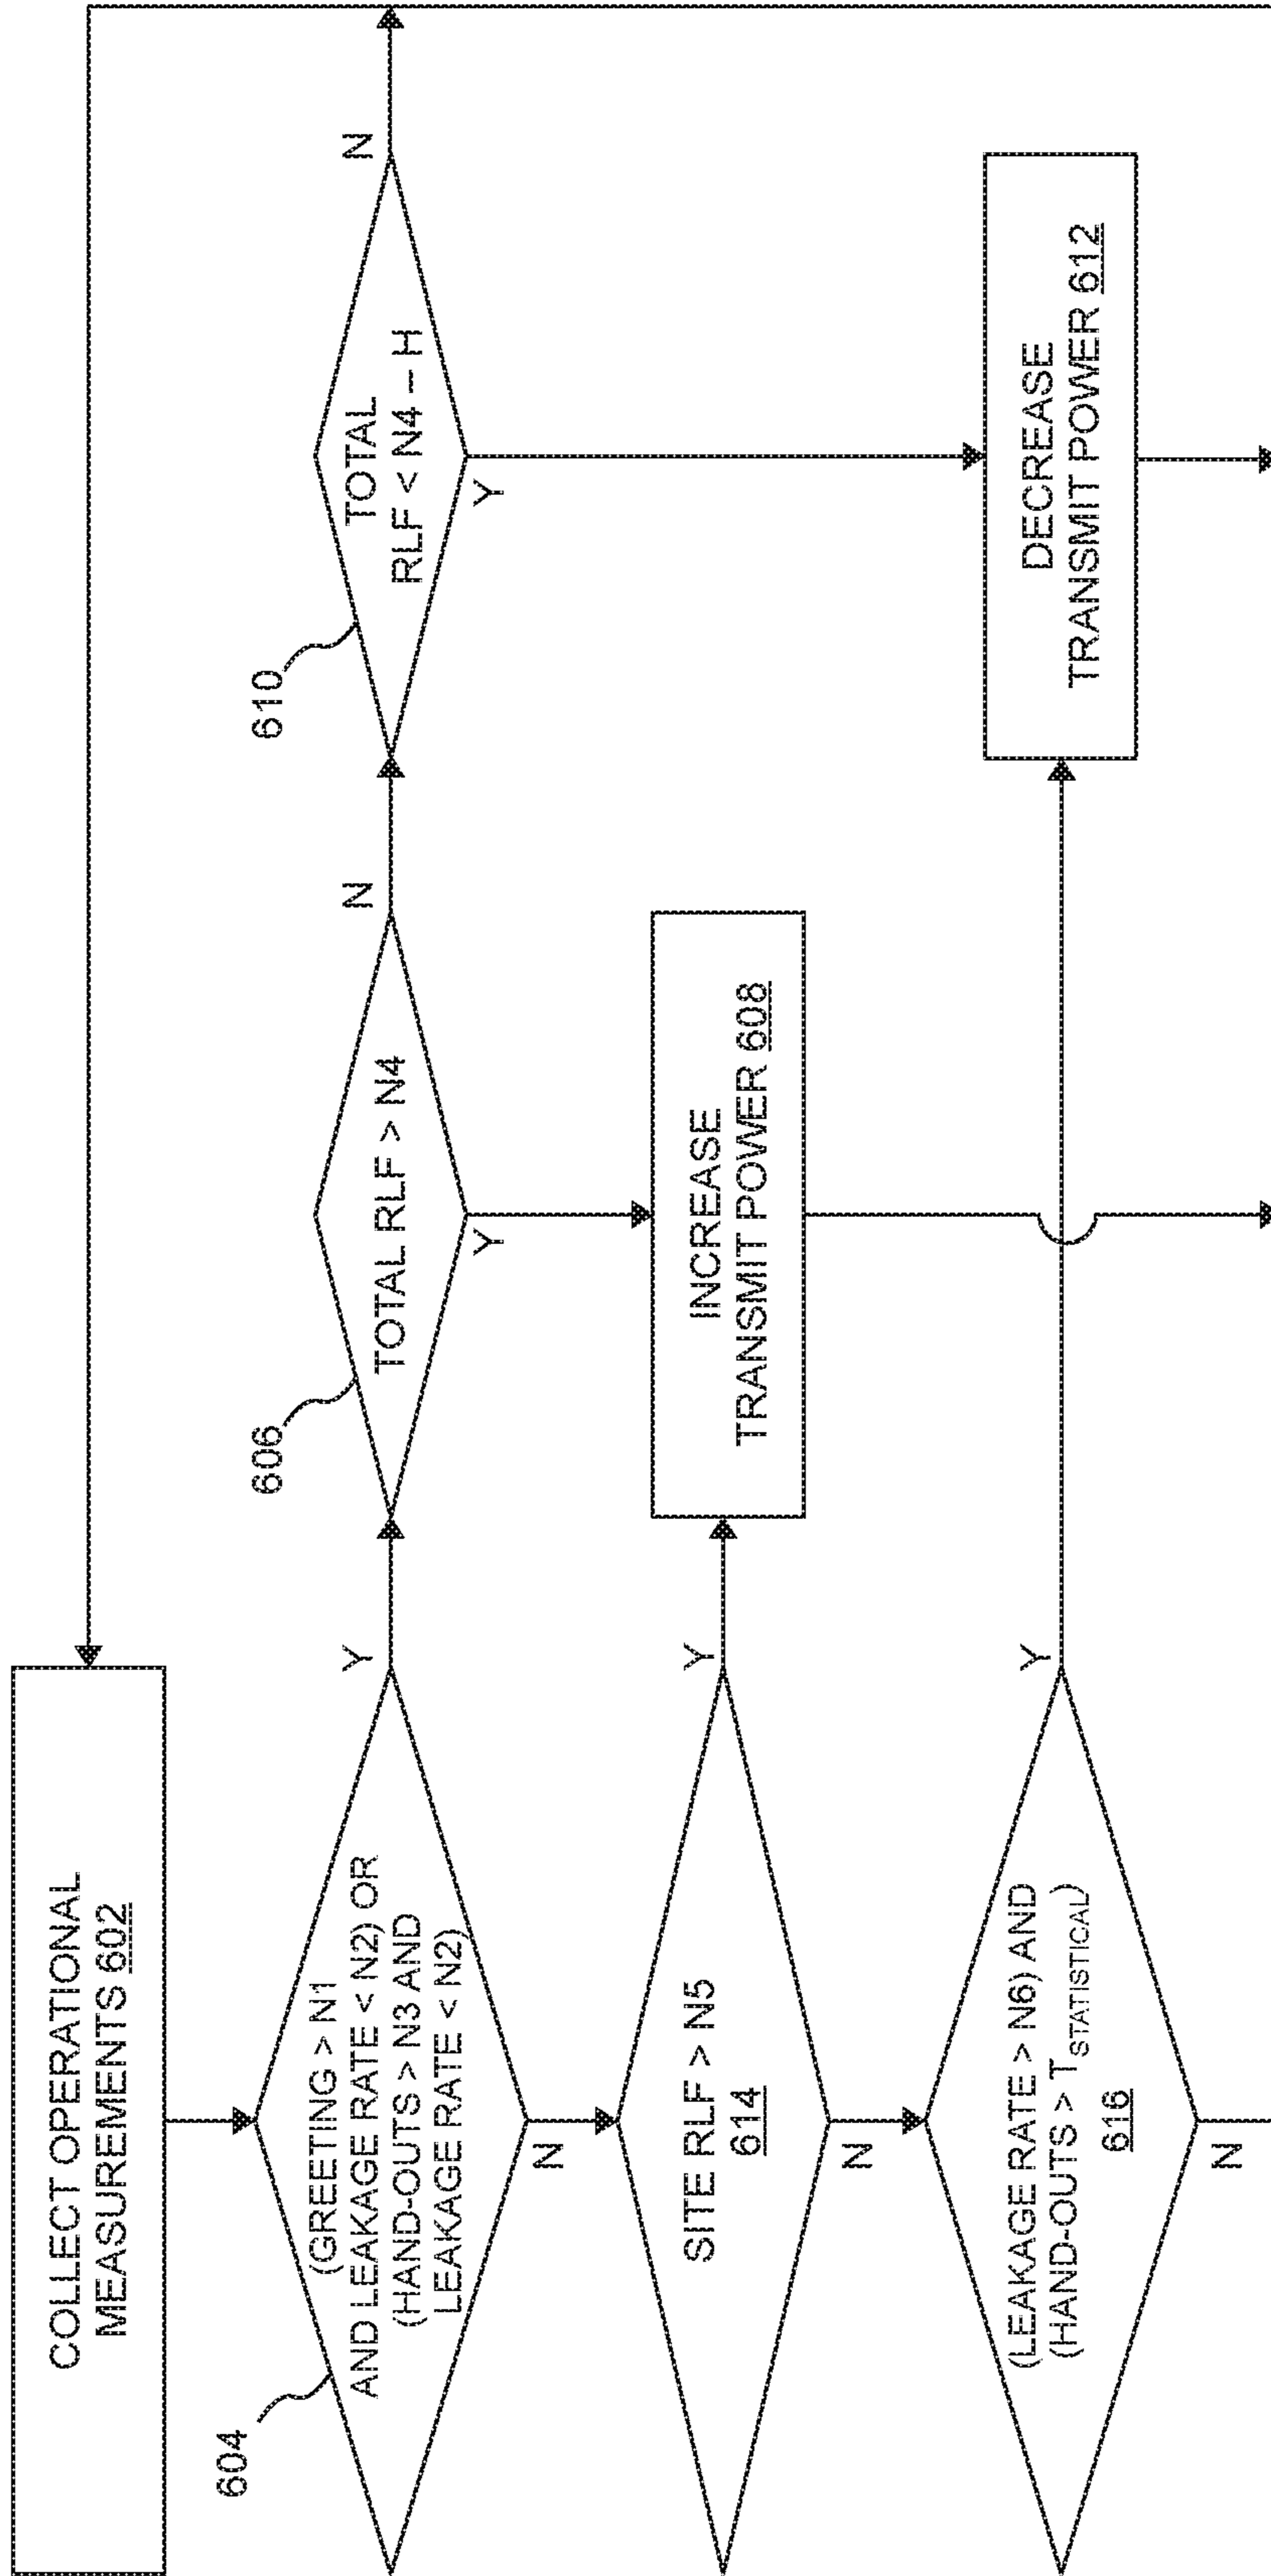 COLLECT OPERATIONAL
MEASUREMENTS 602
604
(GREETING > N1
AND LEAKAGE RATE < N2) OR
(HAND-OUTS > N3 AND
LEAKAGE RATE < N2)
Y
N
606
TOTAL RLF > N4
N
Y
610
TOTAL
RLF < N4 – H
N
Y
SITE RLF > N5
614
Y
N
INCREASE
TRANSMIT POWER 608
(LEAKAGE RATE > N6) AND
(HAND-OUTS > TSTATISTICAL)
616
Y
N
DECREASE
TRANSMIT POWER 612